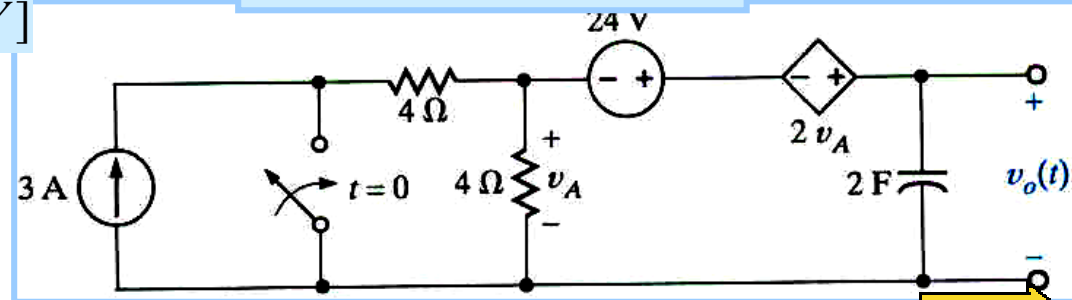 Y]
24 V
- +
- +
4 Ω
2 v_A
+
+
3 A
t = 0
4 Ω
v_A
2 F
v_o(t)
-
-